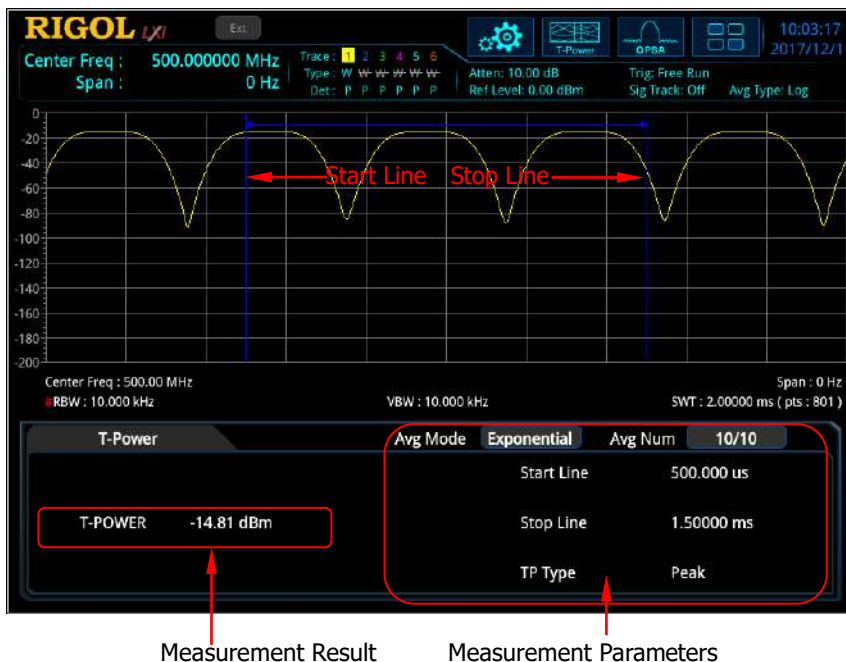 RIGOL LXI Ext
10:03:17
2017/12/1
T-Power GPSA
Center Freq : 500.000000 MHz
Span : 0 Hz
Trace : 1 2 3 4 5 6
Type : W W W W W W
Det : P P P P P P
Atten: 10.00 dB
Ref Level: 0.00 dBm
Trig: Free Run
Sig Track: Off Avg Type: Log
0
-20
-40
-60
-80
-100
-120
-140
-160
-180
-200
Start Line Stop Line
Center Freq : 500.00 MHz Span : 0 Hz
#RBW : 10.000 kHz VBW : 10.000 kHz SWT : 2.00000 ms ( pts : 801 )
T-Power
Avg Mode Exponential Avg Num 10/10
Start Line 500.000 us
T-POWER -14.81 dBm
Stop Line 1.50000 ms
TP Type Peak
Measurement Result Measurement Parameters